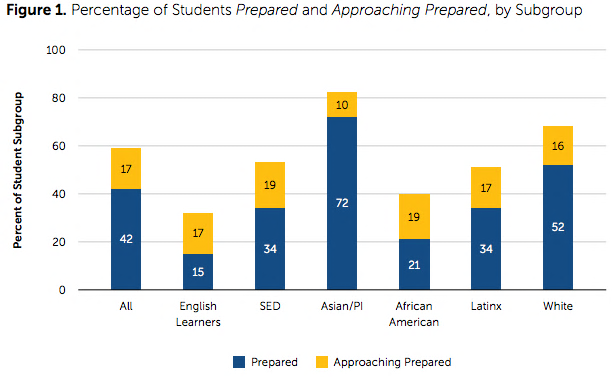 Figure 1. Percentage of Students Prepared and Approaching Prepared, by Subgroup
Percent of Student Subgroup
100
80
60
40
20
0
17
42
17
15
19
34
10
72
19
21
17
34
16
52
All
English
Learners
SED
Asian/PI
African
American
Latinx
White
Prepared
Approaching Prepared